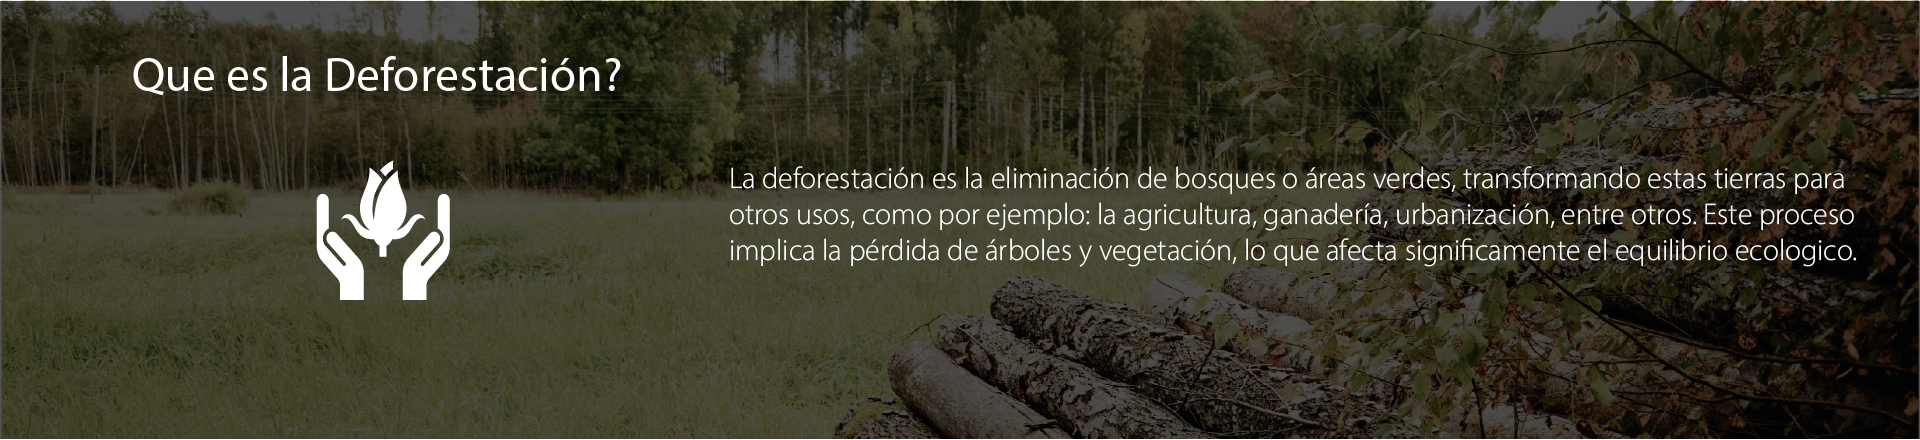 Que es la Deforestación?
La deforestación es la eliminación de bosques o áreas verdes, transformando estas tierras para
otros usos, como por ejemplo: la agricultura, ganadería, urbanización, entre otros. Este proceso
implica la pérdida de árboles y vegetación, lo que afecta significamente el equilibrio ecologico.